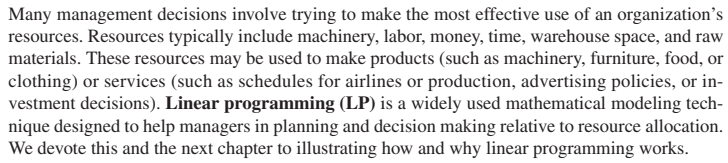 Many management decisions involve trying to make the most effective use of an organization's
resources. Resources typically include machinery, labor, money, time, warehouse space, and raw
materials. These resources may be used to make products (such as machinery, furniture, food, or
clothing) or services (such as schedules for airlines or production, advertising policies, or in-
vestment decisions). Linear programming (LP) is a widely used mathematical modeling tech-
nique designed to help managers in planning and decision making relative to resource allocation.
We devote this and the next chapter to illustrating how and why linear programming works.